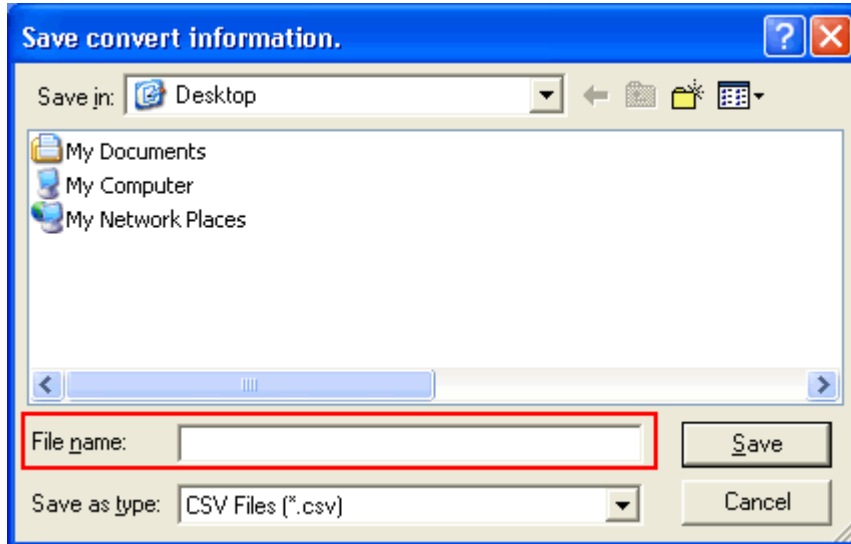 Save convert information.
Save in: Desktop
My Documents
My Computer
My Network Places
File name: Save
Save as type: CSV Files (*.csv) Cancel